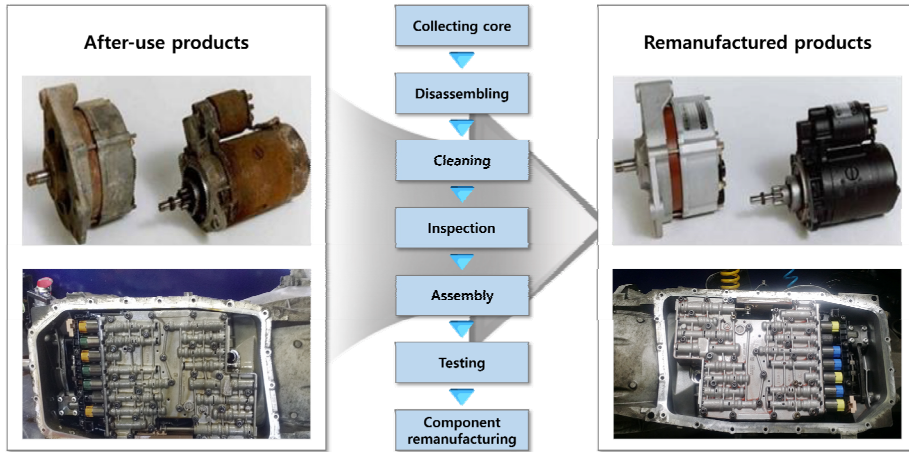 After-use products
Collecting core
Disassembling
Cleaning
Inspection
Assembly
Testing
Component
remanufacturing
Remanufactured products